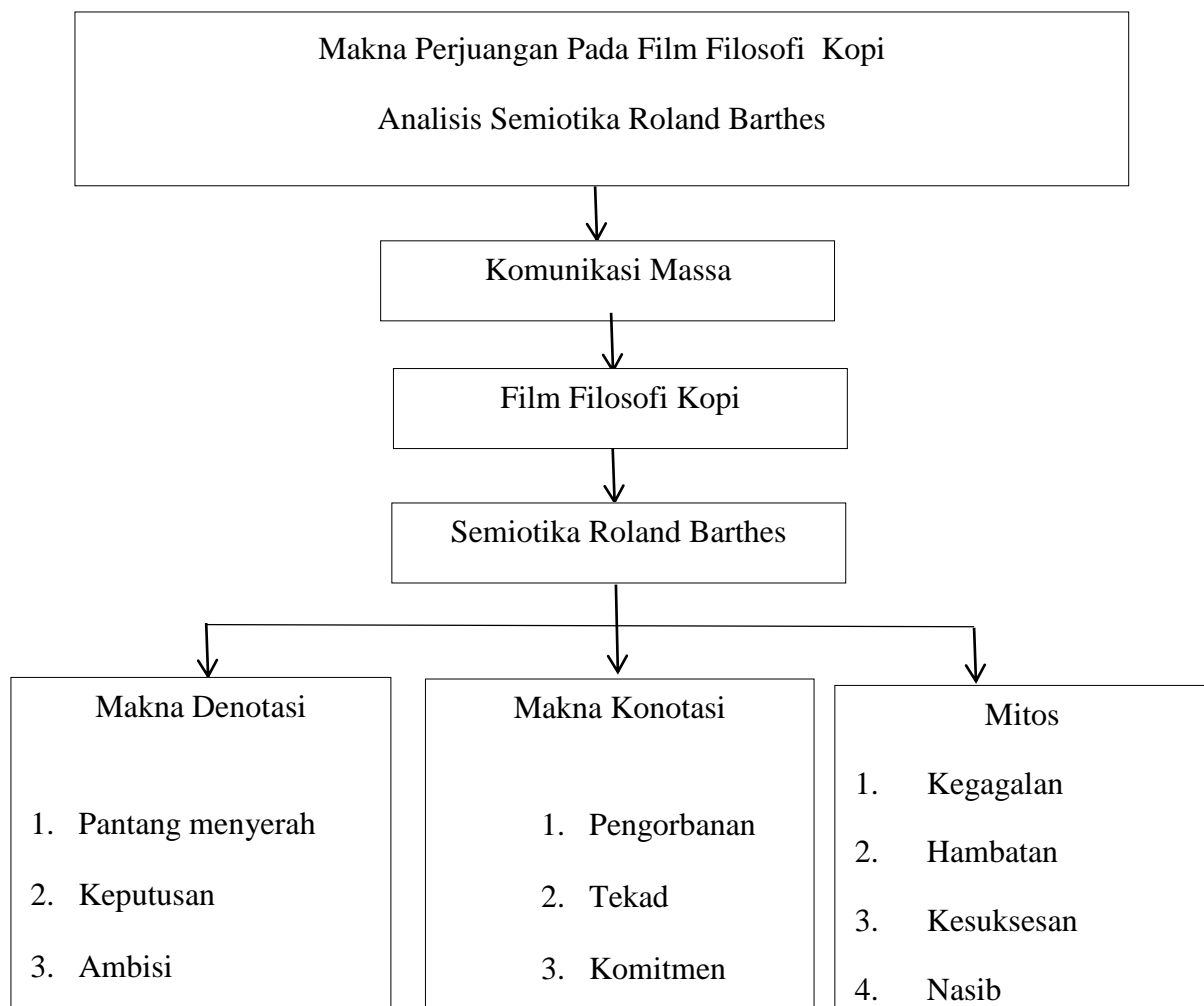 Makna Perjuangan Pada Film Filosofi Kopi
Analisis Semiotika Roland Barthes
Komunikasi Massa
Film Filosofi Kopi
Semiotika Roland Barthes
Makna Denotasi
1. Pantang menyerah
2. Keputusan
3. Ambisi
Makna Konotasi
1. Pengorbanan
2. Tekad
3. Komitmen
Mitos
1. Kegagalan
2. Hambatan
3. Kesuksesan
4. Nasib